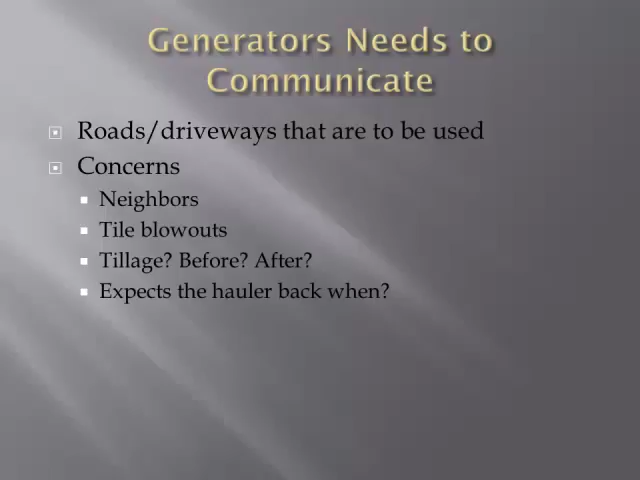 Generators Needs to
Communicate
Roads/driveways that are to be used
Concerns
Neighbors
Tile blowouts
Tillage? Before? After?
Expects the hauler back when?